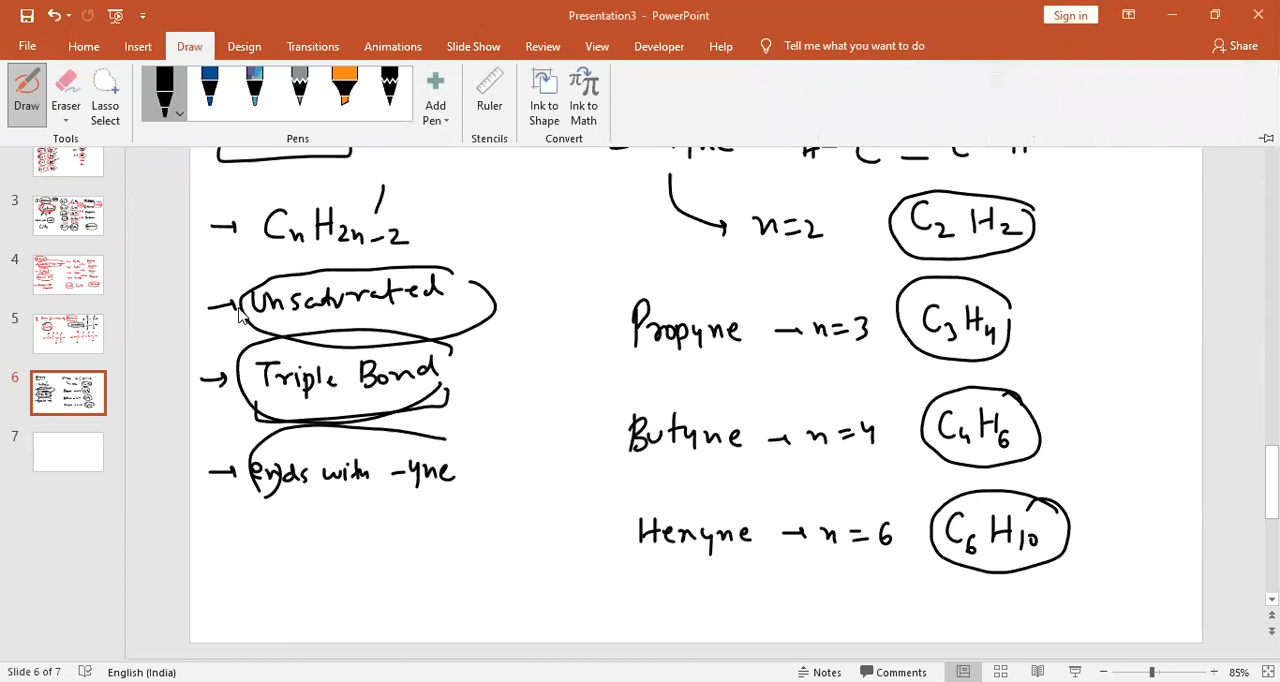 Presentation3 - PowerPoint
Sign in
File Home Insert Draw Design Transitions Animations Slide Show Review View Developer Help Tell me what you want to do Share
Draw
Eraser
Lasso Select
Add Pen
Ruler
Ink to Shape
Ink to Math
Tools
Pens
Stencils
Convert
3
4
5
6
7
→ CnH2n-2
→ Unsaturated
→ Triple Bond
→ ends with -yne
→ n=2 C2 H2
Propyne → n=3 C3H4
Butyne → n=4 C4H6
Hexyne → n=6 C6H10
Slide 6 of 7
English (India)
Notes
Comments
85%